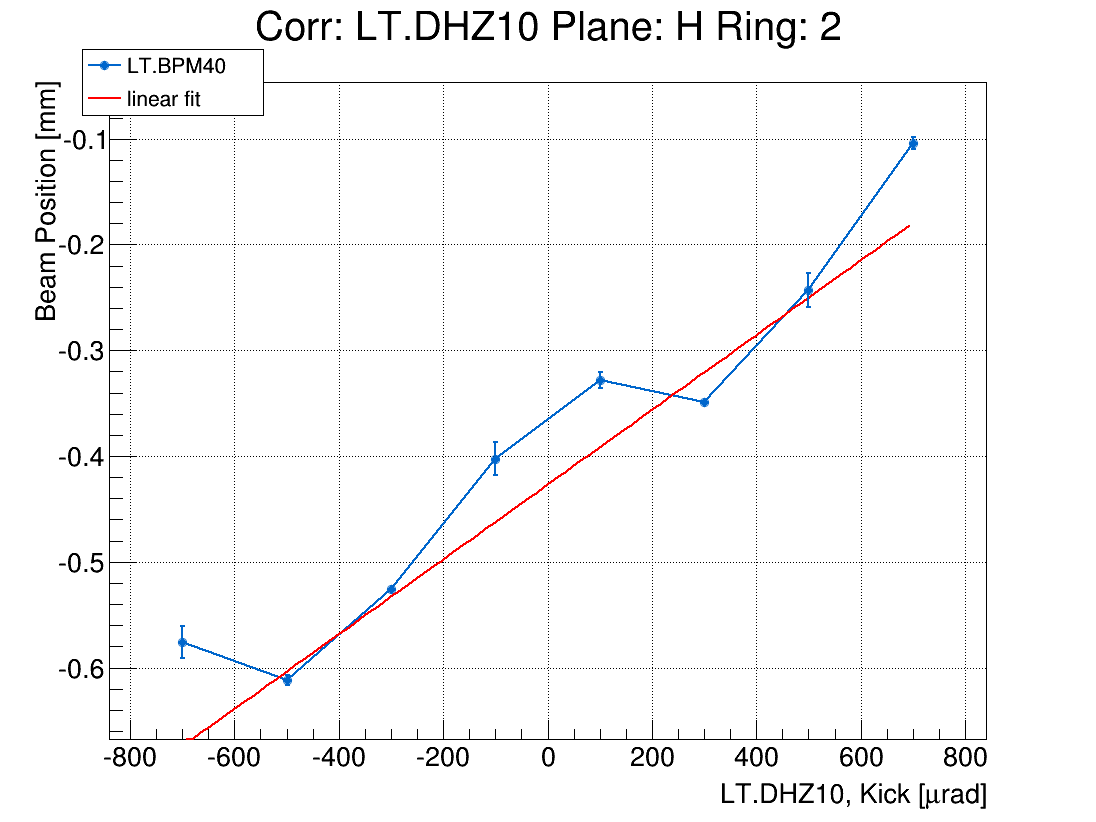 Corr: LT.DHZ10 Plane: H Ring: 2
LT.BPM40
linear fit
Beam Position [mm]
-0.1
-0.2
-0.3
-0.4
-0.5
-0.6
-800 -600 -400 -200 0 200 400 600 800
LT.DHZ10, Kick [μrad]